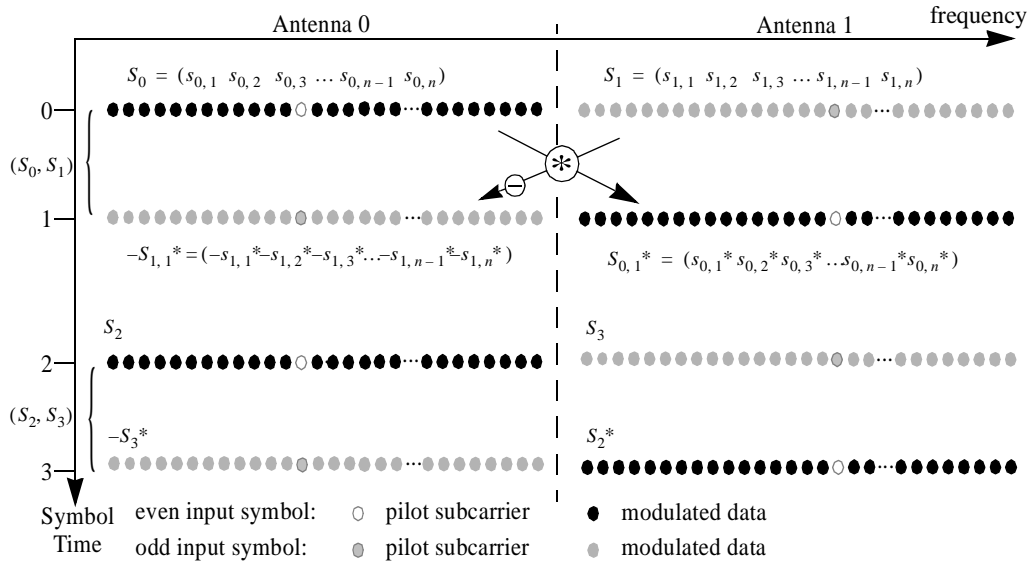 Antenna 0 Antenna 1 frequency
S0 = (s0,1 s0,2 s0,3 ... s0,n−1 s0,n) S1 = (s1,1 s1,2 s1,3 ... s1,n−1 s1,n)
0 ...  ...
(S0, S1) *
−
1 ... ...
−S1,1* = (−s1,1*−s1,2*−s1,3*...−s1,n−1*−s1,n*) S0,1* = (s0,1* s0,2* s0,3* ...s0,n−1*s0,n*)
S2 S3
2 ... ...
(S2, S3)
−S3* S2*
3 ... ...
Symbol Time
even input symbol: pilot subcarrier modulated data
odd input symbol: pilot subcarrier modulated data